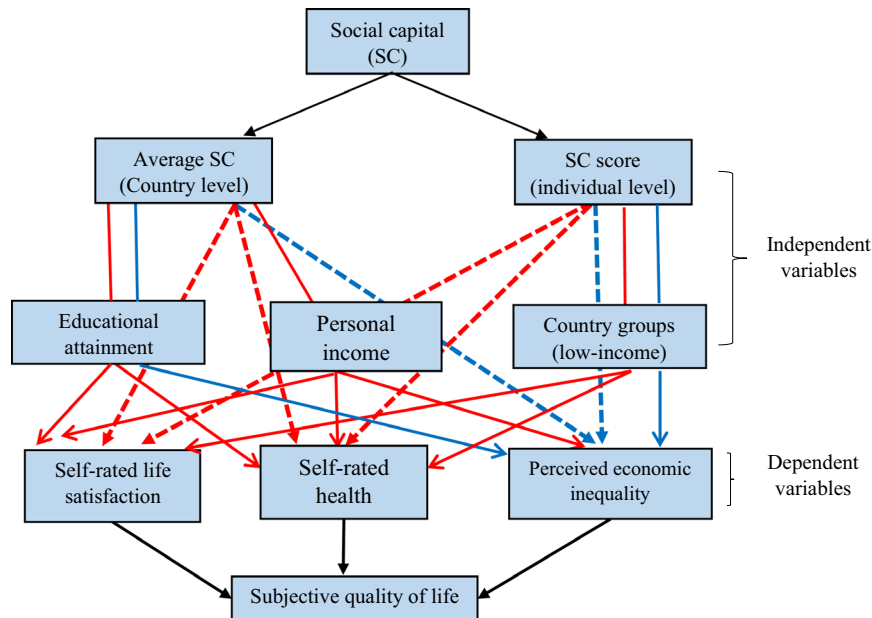 Social capital
(SC)
Average SC
(Country level)
SC score
(individual level)
Independent
variables
Educational
attainment
Personal
income
Country groups
(low-income)
Self-rated life
satisfaction
Self-rated
health
Perceived economic
inequality
Dependent
variables
Subjective quality of life